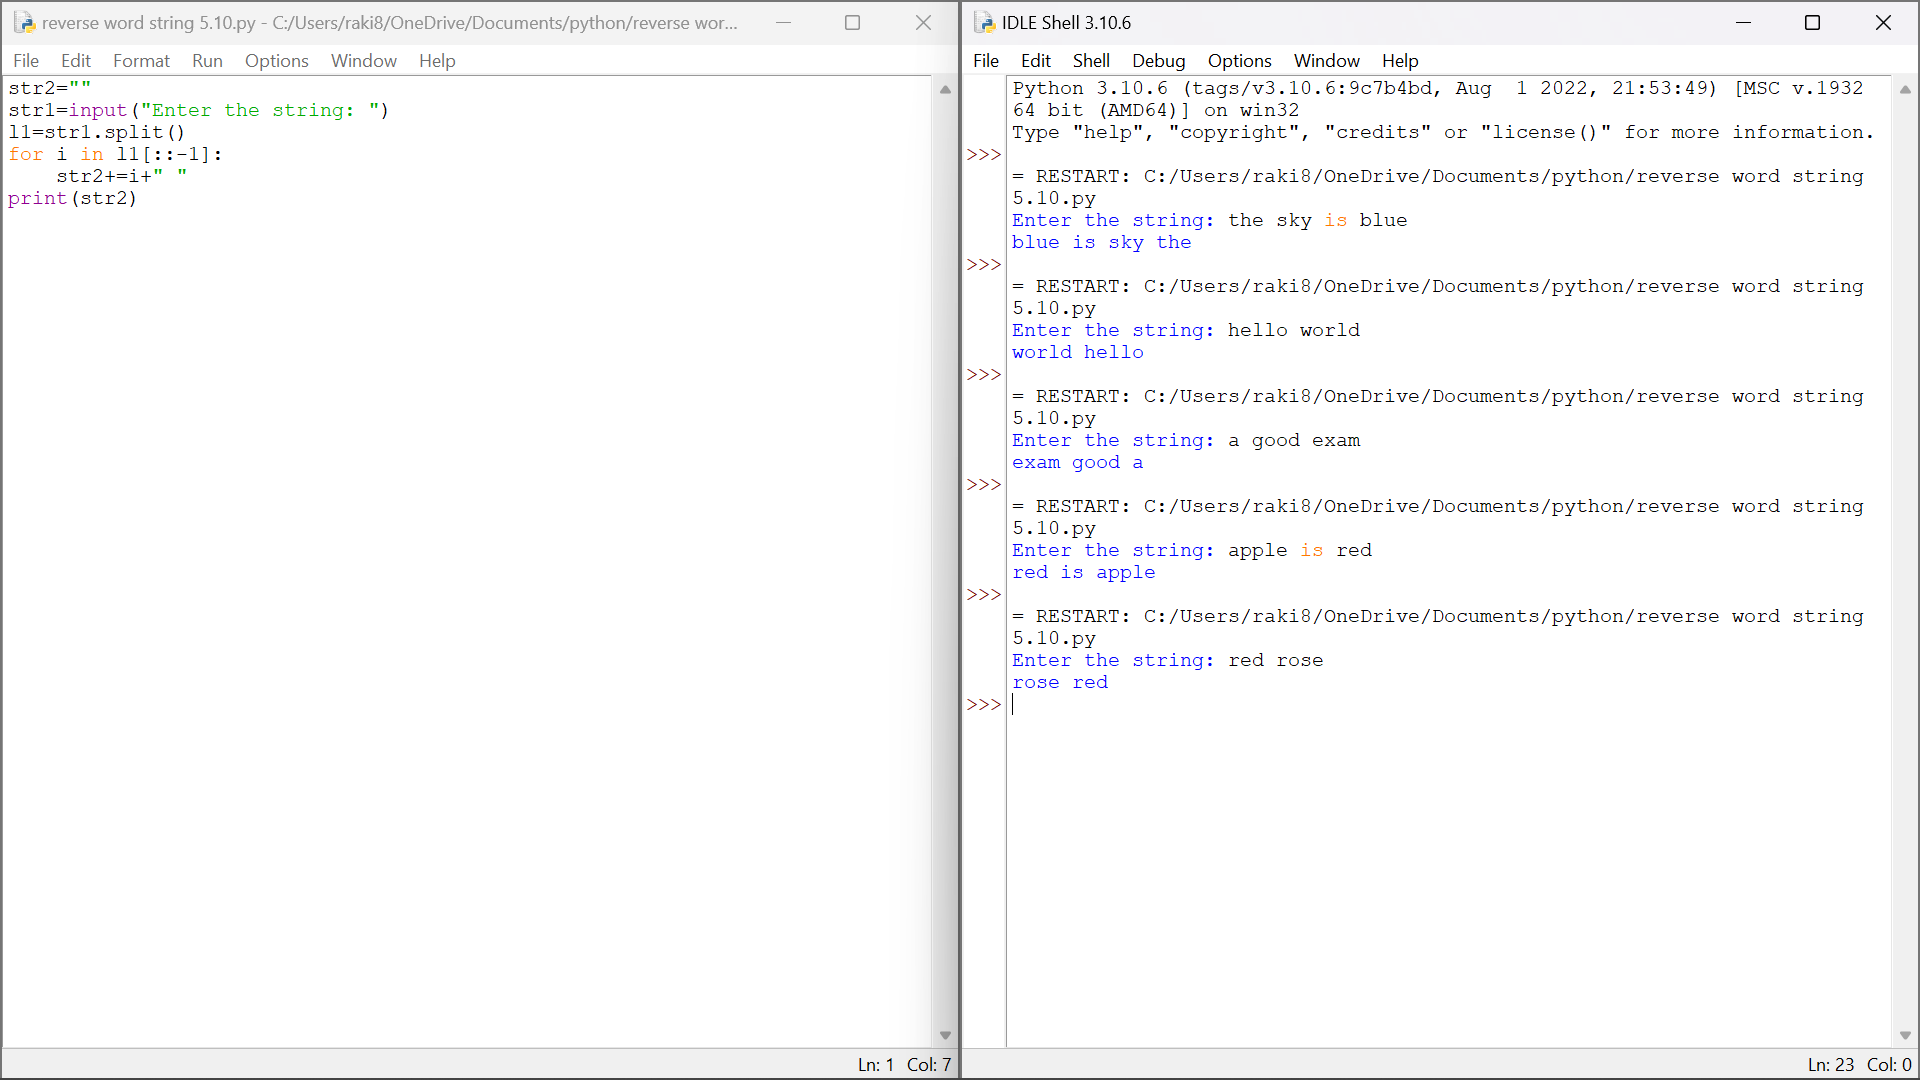 reverse word string 5.10.py - C:/Users/raki8/OneDrive/Documents/python/reverse wor...
File Edit Format Run Options Window Help
str2=""
str1=input("Enter the string: ")
l1=str1.split()
for i in l1[::-1]:
    str2+=i+" "
print(str2)
Ln: 1 Col: 7
IDLE Shell 3.10.6
File Edit Shell Debug Options Window Help
Python 3.10.6 (tags/v3.10.6:9c7b4bd, Aug  1 2022, 21:53:49) [MSC v.1932
64 bit (AMD64)] on win32
Type "help", "copyright", "credits" or "license()" for more information.
>>>
= RESTART: C:/Users/raki8/OneDrive/Documents/python/reverse word string
5.10.py
Enter the string: the sky is blue
blue is sky the
>>>
= RESTART: C:/Users/raki8/OneDrive/Documents/python/reverse word string
5.10.py
Enter the string: hello world
world hello
>>>
= RESTART: C:/Users/raki8/OneDrive/Documents/python/reverse word string
5.10.py
Enter the string: a good exam
exam good a
>>>
= RESTART: C:/Users/raki8/OneDrive/Documents/python/reverse word string
5.10.py
Enter the string: apple is red
red is apple
>>>
= RESTART: C:/Users/raki8/OneDrive/Documents/python/reverse word string
5.10.py
Enter the string: red rose
rose red
>>>
Ln: 23 Col: 0